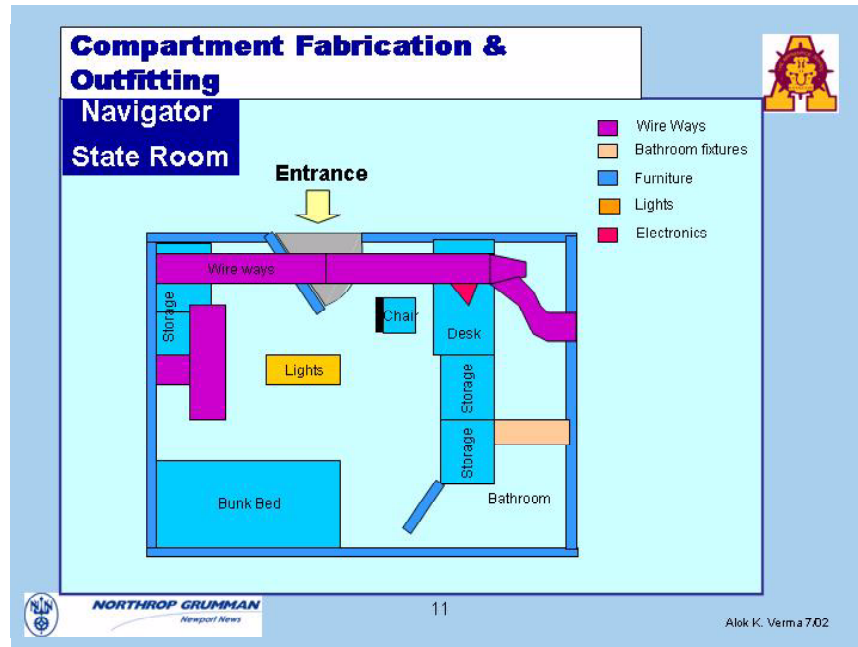 Compartment Fabrication &
Outfitting
Navigator
State Room
Entrance
Wire Ways
Bathroom fixtures
Furniture
Lights
Electronics
Wire ways
Storage
Chair
Desk
Lights
Storage
Storage
Bunk Bed
Bathroom
NORTHROP GRUMMAN
Newport News
11
Alok K. Verma 7/02